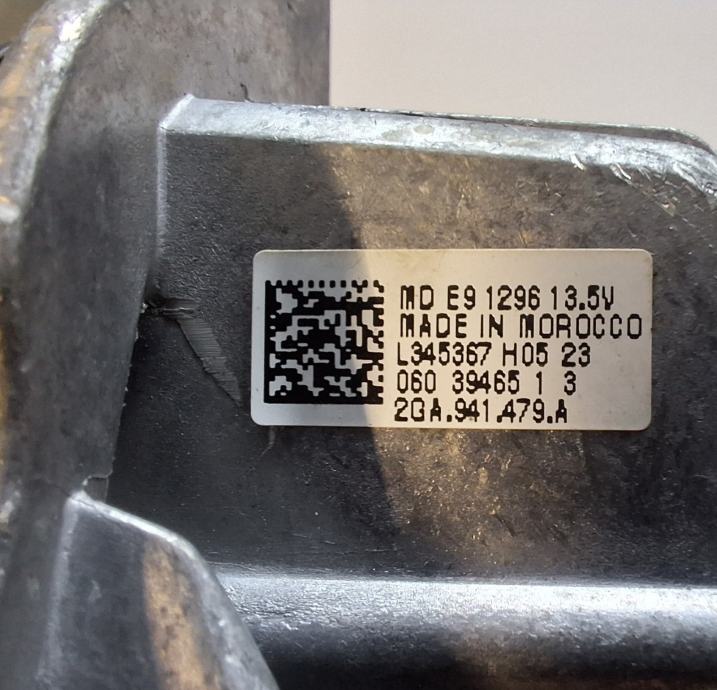 MD E9 1296 13.5V
MADE IN MOROCCO
L345367 H05 23
060 39465 1 3
2GA.941.479.A